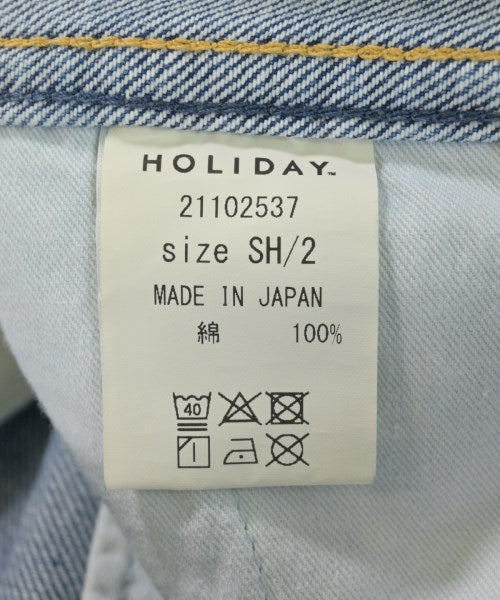 HOLIDAY™
21102537
size SH/2
MADE IN JAPAN
綿 100%
40